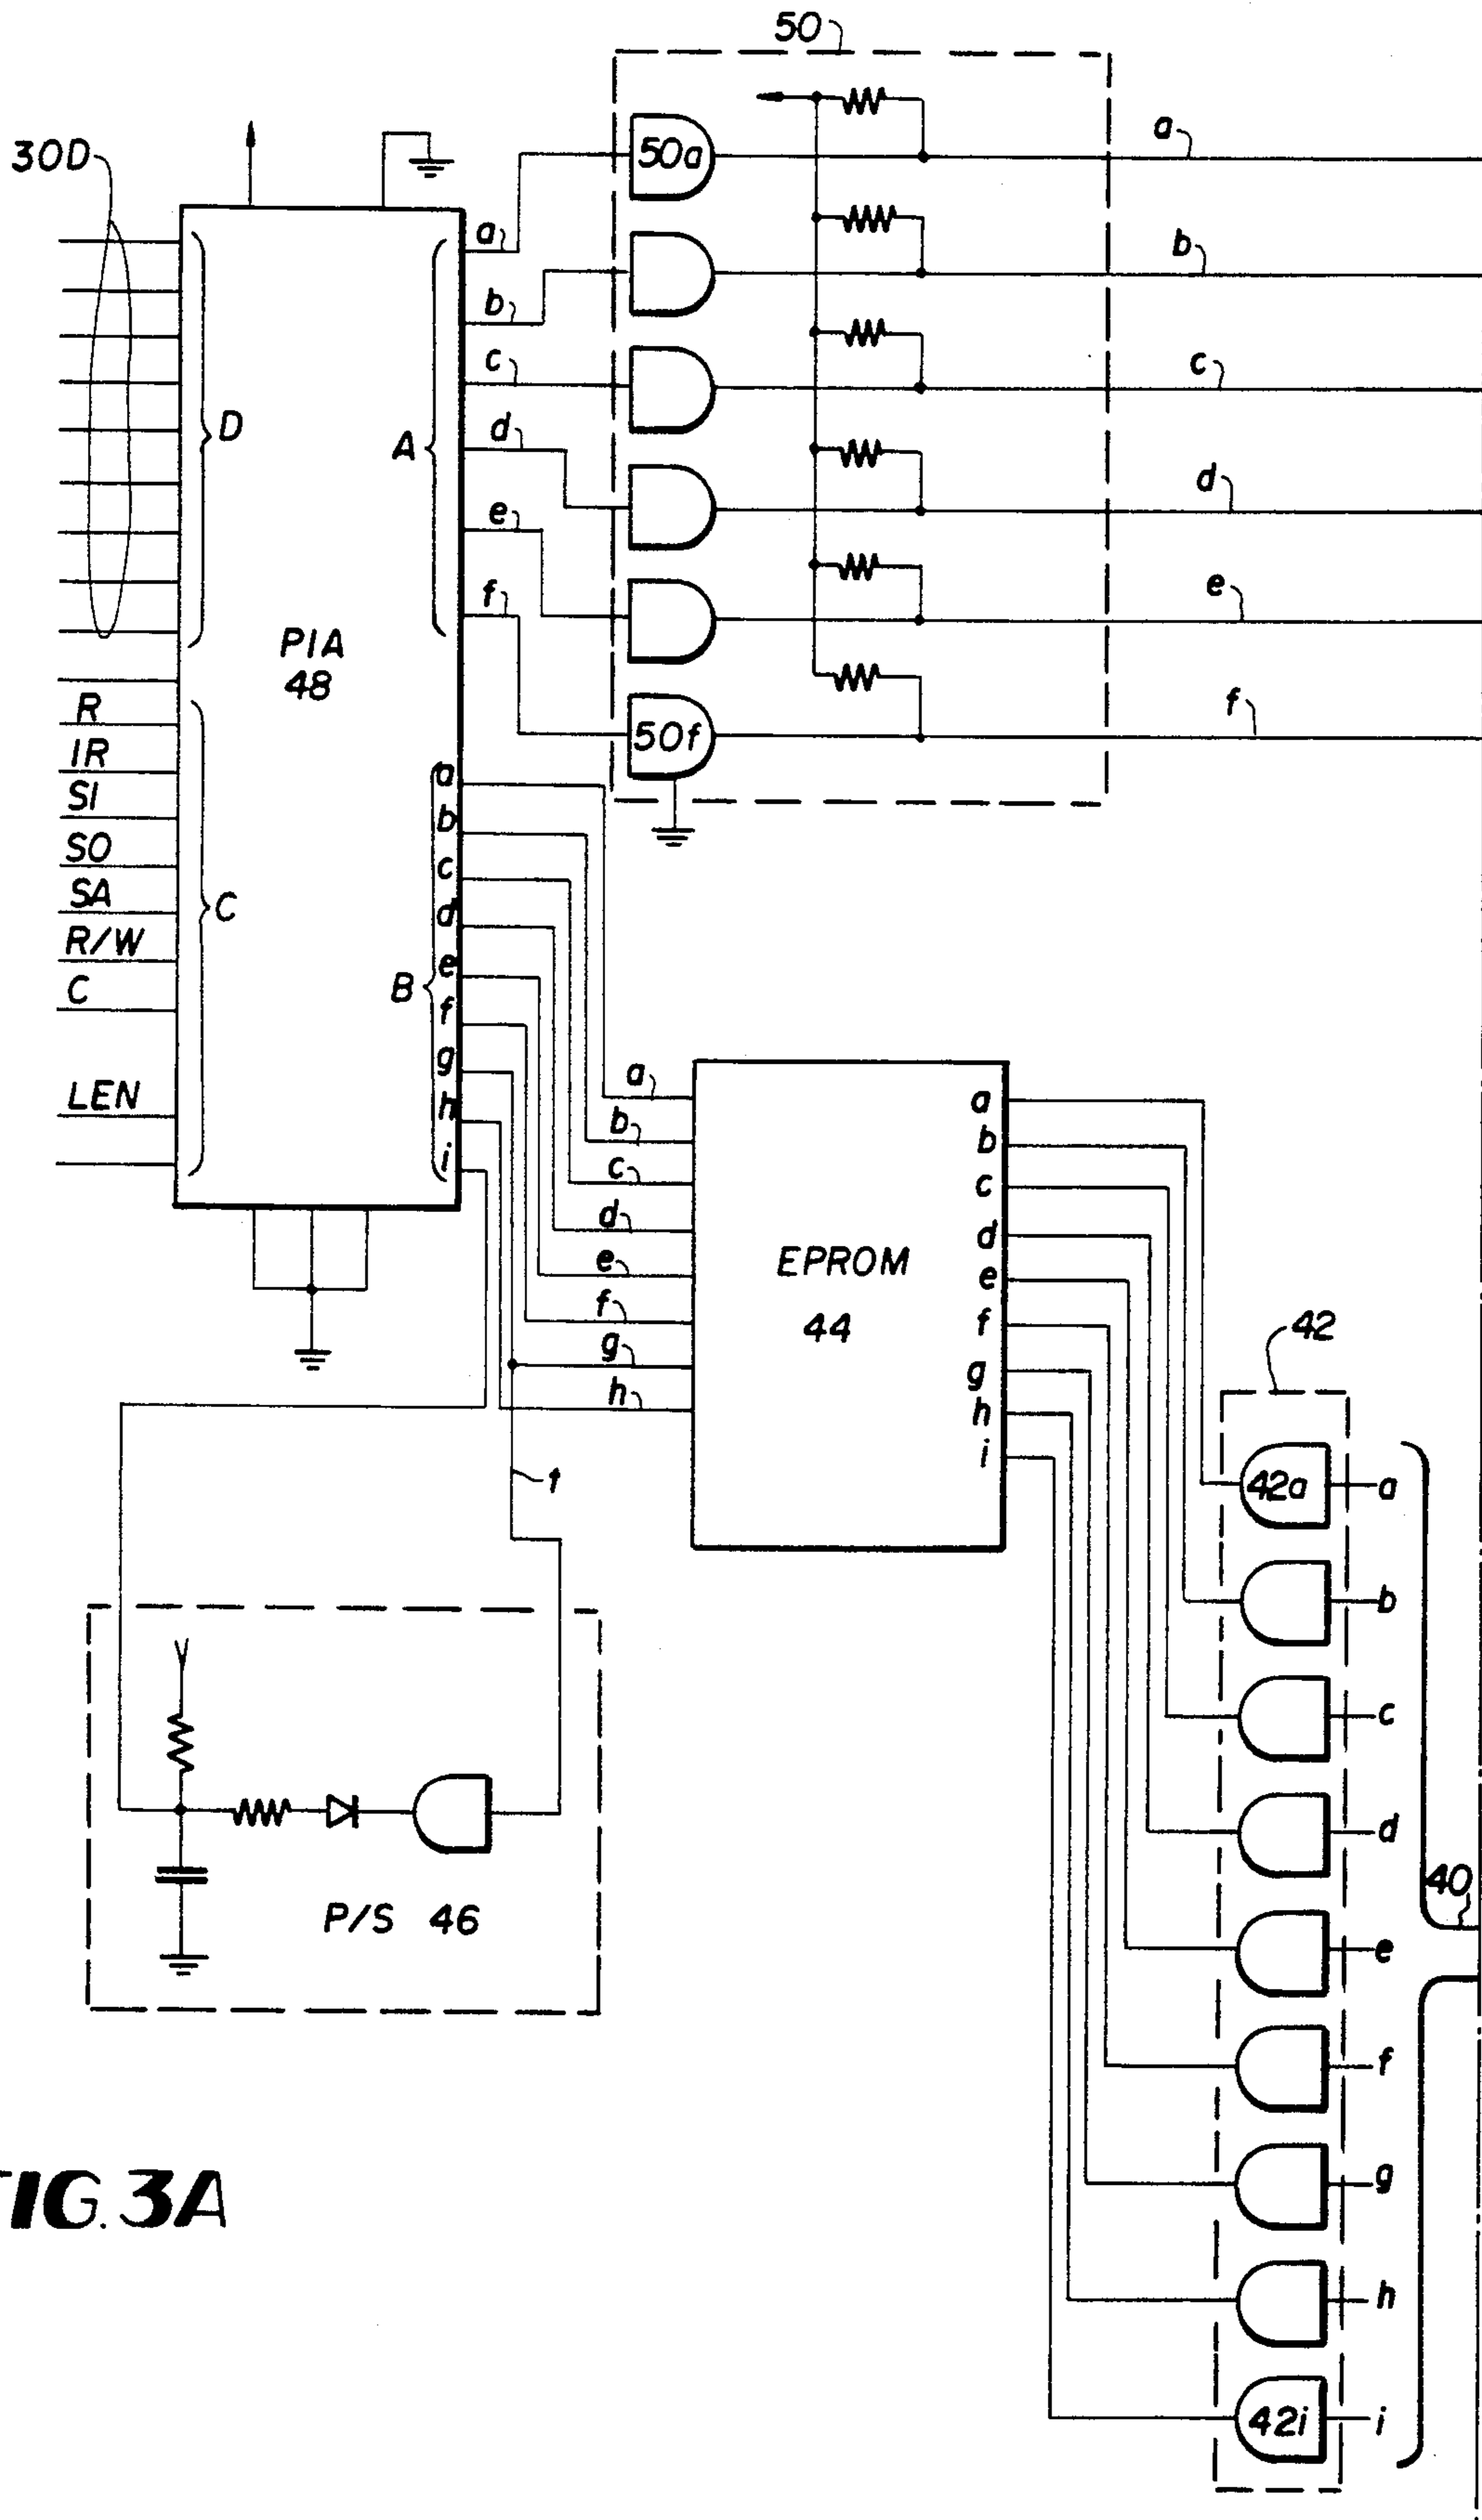 50
30D
50a
a
a
b
b
c
c
D
A
d
d
e
e
f
f
PIA
48
50f
R
IR
SI
SO
SA
R/W
C
LEN
C
B
a
b
c
d
e
f
g
h
i
a
b
c
d
e
f
g
h
EPROM
44
a
b
c
d
e
f
g
h
i
t
42
42a
a
b
c
d
e
f
g
h
42i
i
40
P/S 46
FIG. 3A